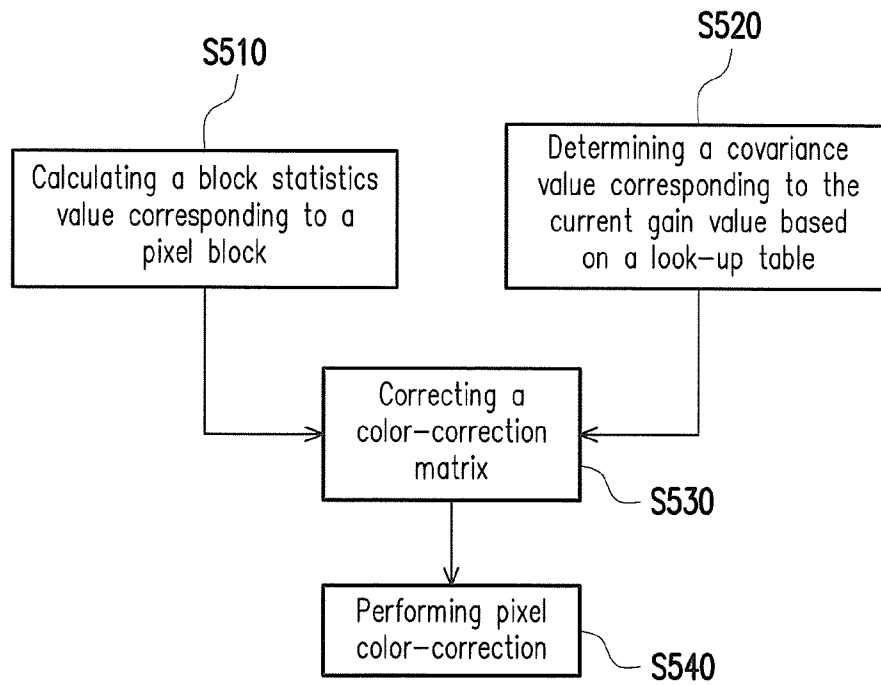 S510
S520
Calculating a block statistics
value corresponding to a
pixel block
Determining a covariance
value corresponding to the
current gain value based
on a look-up table
Correcting a
color-correction
matrix
S530
Performing pixel
color-correction
S540